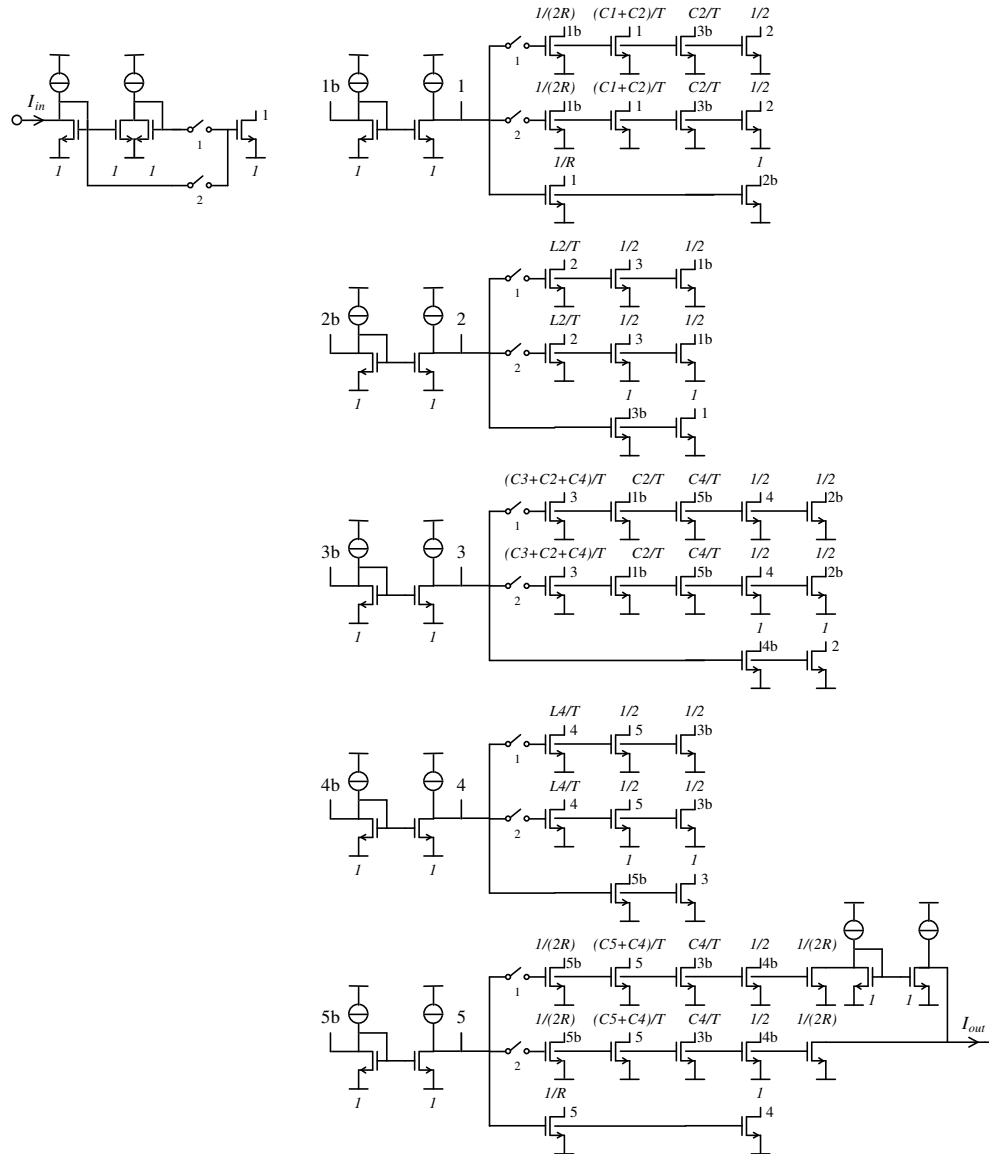 1/(2R) (C1+C2)/T C2/T 1/2
1b 1 3b 2
1
1/(2R) (C1+C2)/T C2/T 1/2
1b 1 1b 1 3b 2
I_in 1
1 2
1 1 1 1 1 1 1/R 1
2 1 2b
L2/T 1/2 1/2
2 3 1b
1
L2/T 1/2 1/2
2b 2 2 3 1b
2
1 1 1 1
3b 1
(C3+C2+C4)/T C2/T C4/T 1/2 1/2
3 1b 5b 4 2b
1
(C3+C2+C4)/T C2/T C4/T 1/2 1/2
3b 3 3 1b 5b 4 2b
2
1 1 1 1
4b 2
L4/T 1/2 1/2
4 5 3b
1
L4/T 1/2 1/2
4b 4 4 5 3b
2
1 1 1 1
5b 3
1/(2R) (C5+C4)/T C4/T 1/2 1/(2R)
5b 5 3b 4b
1 1 1
1/(2R) (C5+C4)/T C4/T 1/2 1/(2R)
5b 5 5b 5 3b 4b I_out
2
1 1 1/R 1
5 4